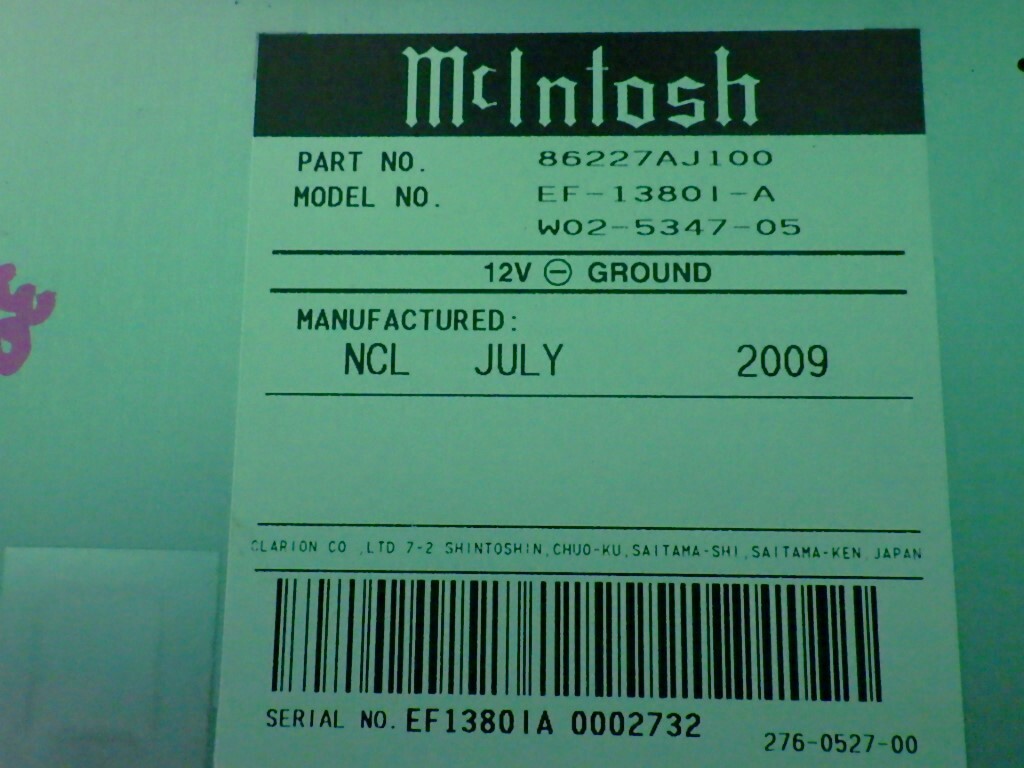 McIntosh
PART NO. 86227AJ100
MODEL NO. EF-1380I-A
W02-5347-05
12V ⊖ GROUND
MANUFACTURED:
NCL JULY 2009
CLARION CO .,LTD 7-2 SHINTOSHIN,CHUO-KU,SAITAMA-SHI,SAITAMA-KEN JAPAN
SERIAL NO. EF1380IA 0002732
276-0527-00